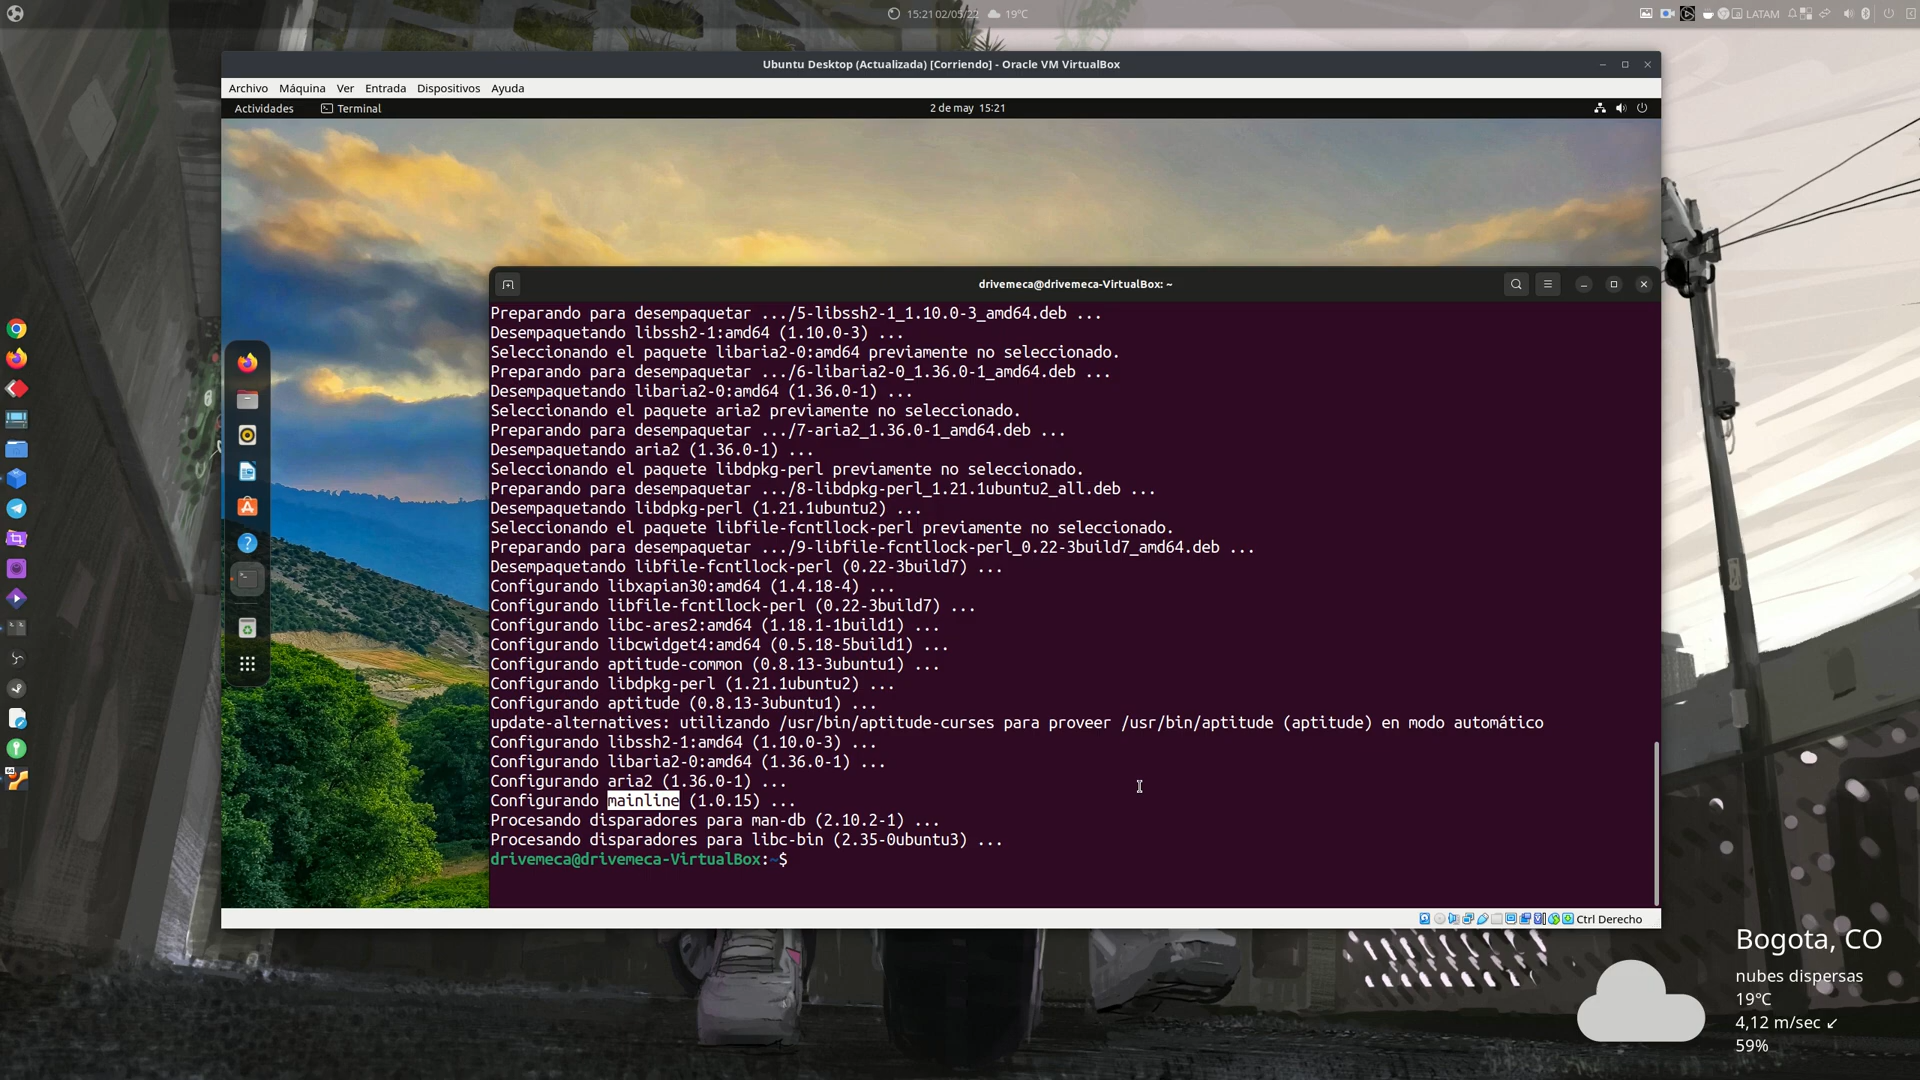 15:21 02/05/22 19°C
LATAM
Ubuntu Desktop (Actualizada) [Corriendo] - Oracle VM VirtualBox
Archivo Máquina Ver Entrada Dispositivos Ayuda
Actividades Terminal 2 de may 15:21
drivemeca@drivemeca-VirtualBox: ~
Preparando para desempaquetar .../5-libssh2-1_1.10.0-3_amd64.deb ...
Desempaquetando libssh2-1:amd64 (1.10.0-3) ...
Seleccionando el paquete libaria2-0:amd64 previamente no seleccionado.
Preparando para desempaquetar .../6-libaria2-0_1.36.0-1_amd64.deb ...
Desempaquetando libaria2-0:amd64 (1.36.0-1) ...
Seleccionando el paquete aria2 previamente no seleccionado.
Preparando para desempaquetar .../7-aria2_1.36.0-1_amd64.deb ...
Desempaquetando aria2 (1.36.0-1) ...
Seleccionando el paquete libdpkg-perl previamente no seleccionado.
Preparando para desempaquetar .../8-libdpkg-perl_1.21.1ubuntu2_all.deb ...
Desempaquetando libdpkg-perl (1.21.1ubuntu2) ...
Seleccionando el paquete libfile-fcntllock-perl previamente no seleccionado.
Preparando para desempaquetar .../9-libfile-fcntllock-perl_0.22-3build7_amd64.deb ...
Desempaquetando libfile-fcntllock-perl (0.22-3build7) ...
Configurando libxapian30:amd64 (1.4.18-4) ...
Configurando libfile-fcntllock-perl (0.22-3build7) ...
Configurando libc-ares2:amd64 (1.18.1-1build1) ...
Configurando libcwidget4:amd64 (0.5.18-5build1) ...
Configurando aptitude-common (0.8.13-3ubuntu1) ...
Configurando libdpkg-perl (1.21.1ubuntu2) ...
Configurando aptitude (0.8.13-3ubuntu1) ...
update-alternatives: utilizando /usr/bin/aptitude-curses para proveer /usr/bin/aptitude (aptitude) en modo automático
Configurando libssh2-1:amd64 (1.10.0-3) ...
Configurando libaria2-0:amd64 (1.36.0-1) ...
Configurando aria2 (1.36.0-1) ...
Configurando mainline (1.0.15) ...
Procesando disparadores para man-db (2.10.2-1) ...
Procesando disparadores para libc-bin (2.35-0ubuntu3) ...
drivemeca@drivemeca-VirtualBox:~$
Ctrl Derecho
Bogota, CO
nubes dispersas
19°C
4,12 m/sec ↙
59%